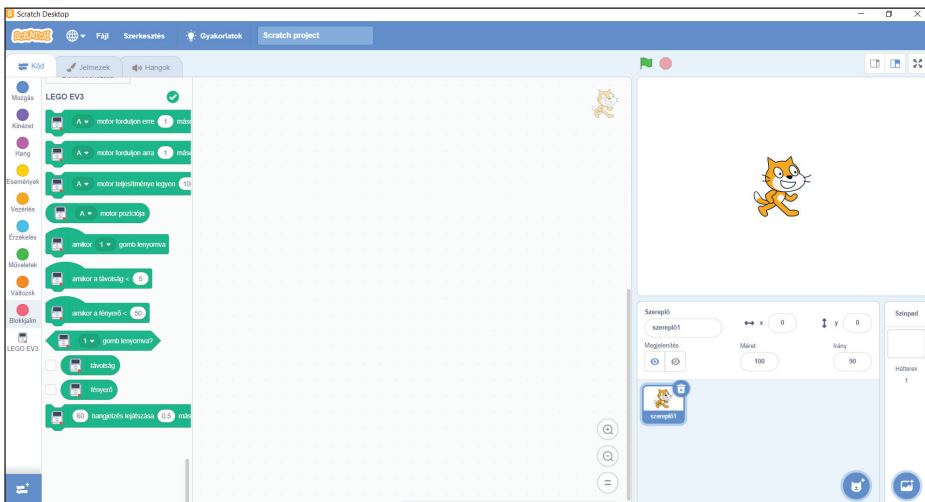 Scratch Desktop
SCRATCH Fájl Szerkesztés Gyakorlatok Scratch project
Kód Jelmezek Hangok
Mozgás
Kinézet
Hang
Események
Vezérlés
Érzékelés
Műveletek
Változók
Blokkjaim
LEGO EV3
LEGO EV3
A motor forduljon erre 1 más
A motor forduljon arra 1 más
A motor teljesítménye legyen 10
A motor pozíciója
amikor 1 gomb lenyomva
amikor a távolság < 5
amikor a fényerő < 50
1 gomb lenyomva?
távolság
fényerő
60 hangjetzés lejátszása 0.5 más
Szereplő
szereplő1
x 0
y 0
Megjelenítés
Méret
100
Irány
90
szereplő1
Színpad
Hátterek
1